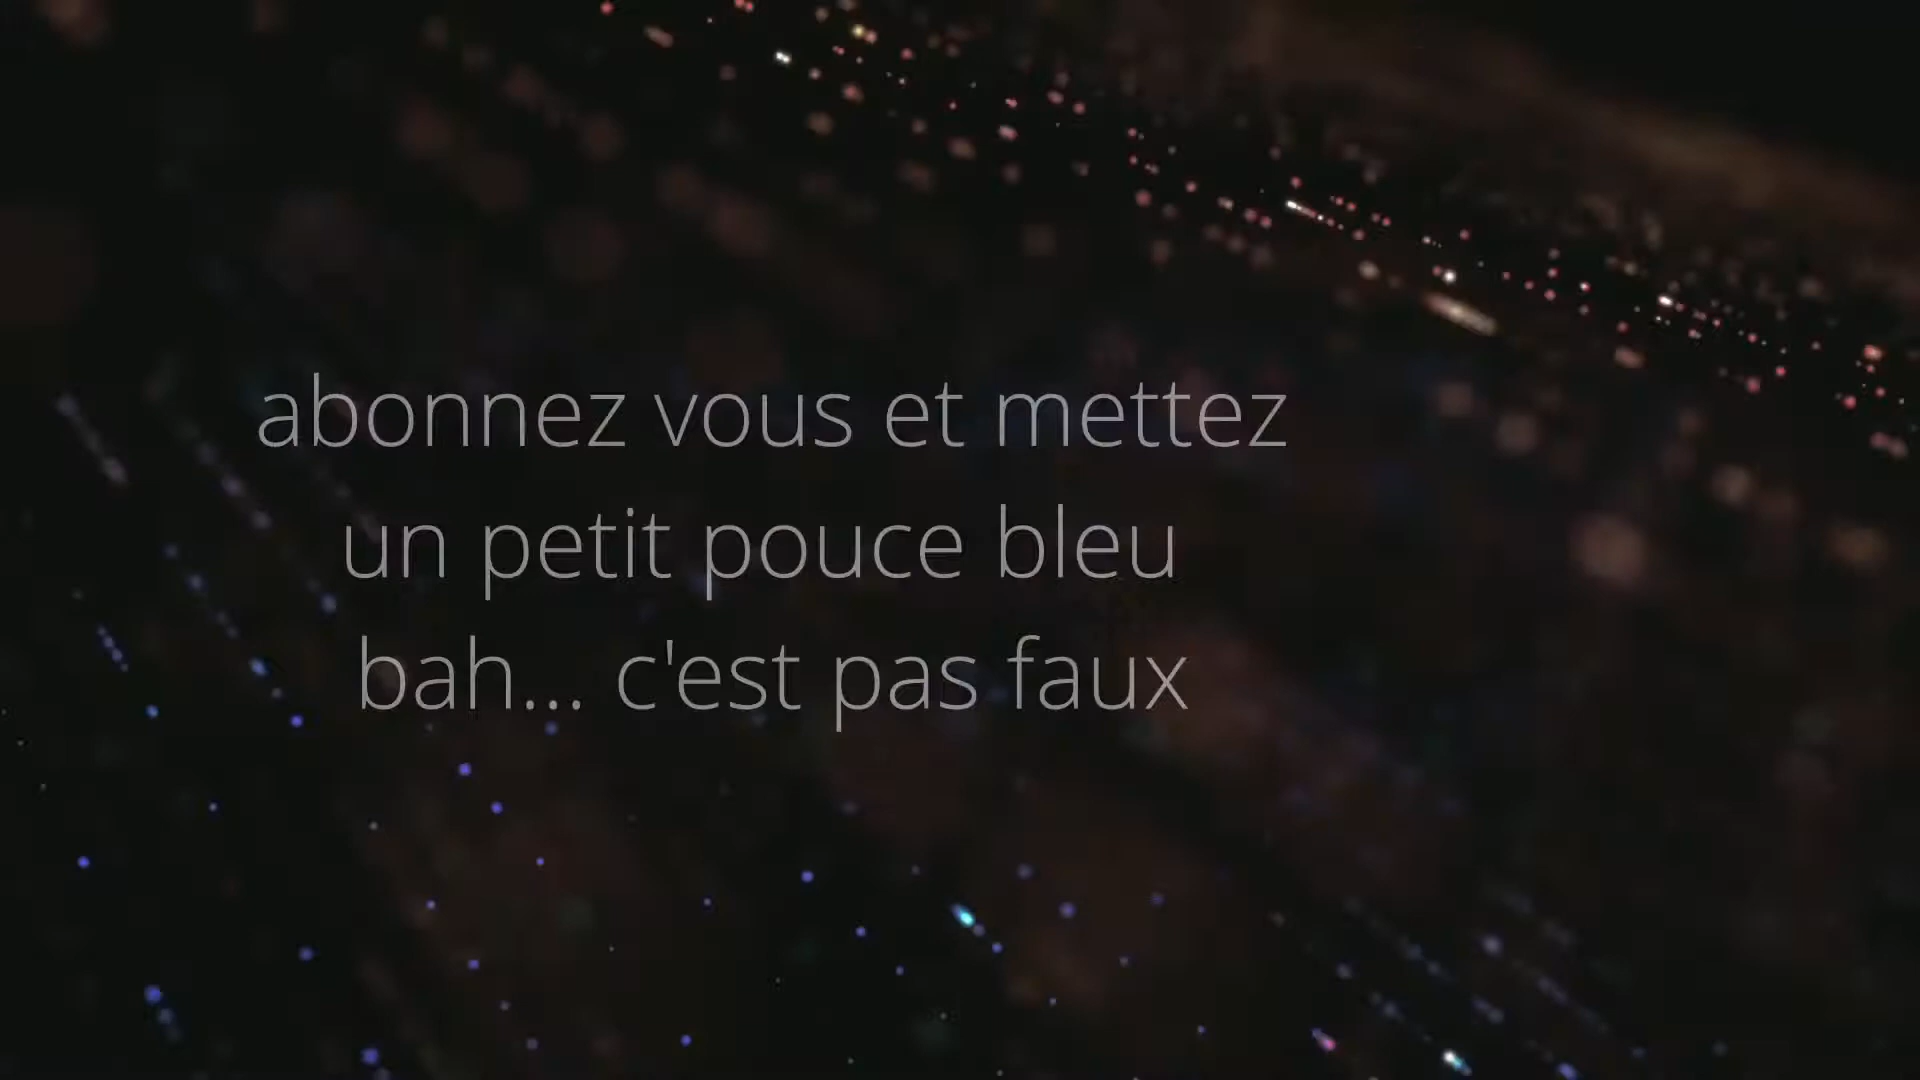 abonnez vous et mettez
un petit pouce bleu
bah... c'est pas faux